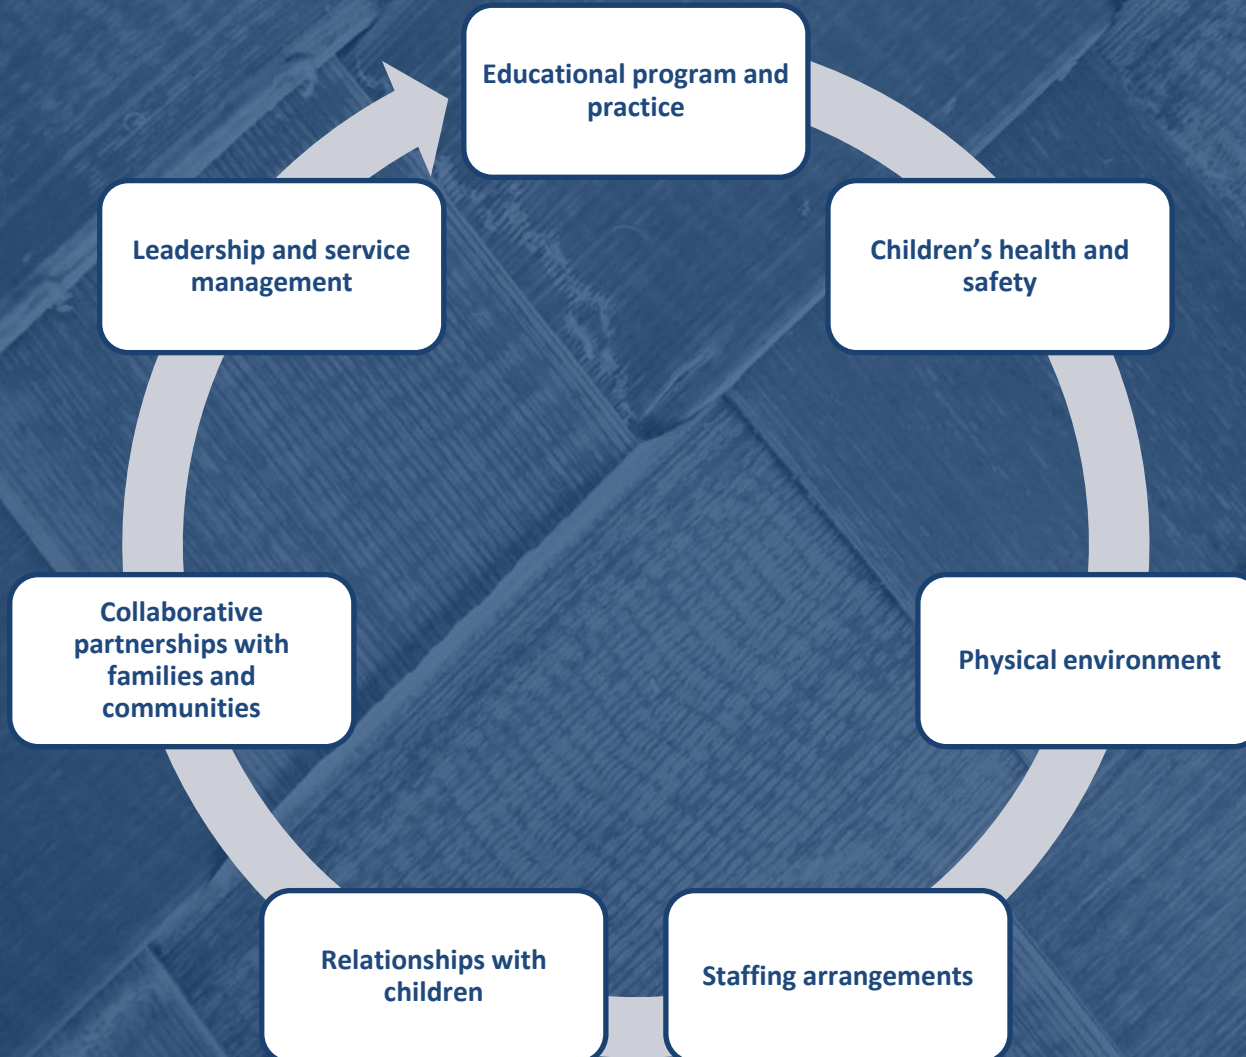 Educational program and
practice
Children’s health and
safety
Physical environment
Staffing arrangements
Relationships with
children
Collaborative
partnerships with
families and
communities
Leadership and service
management